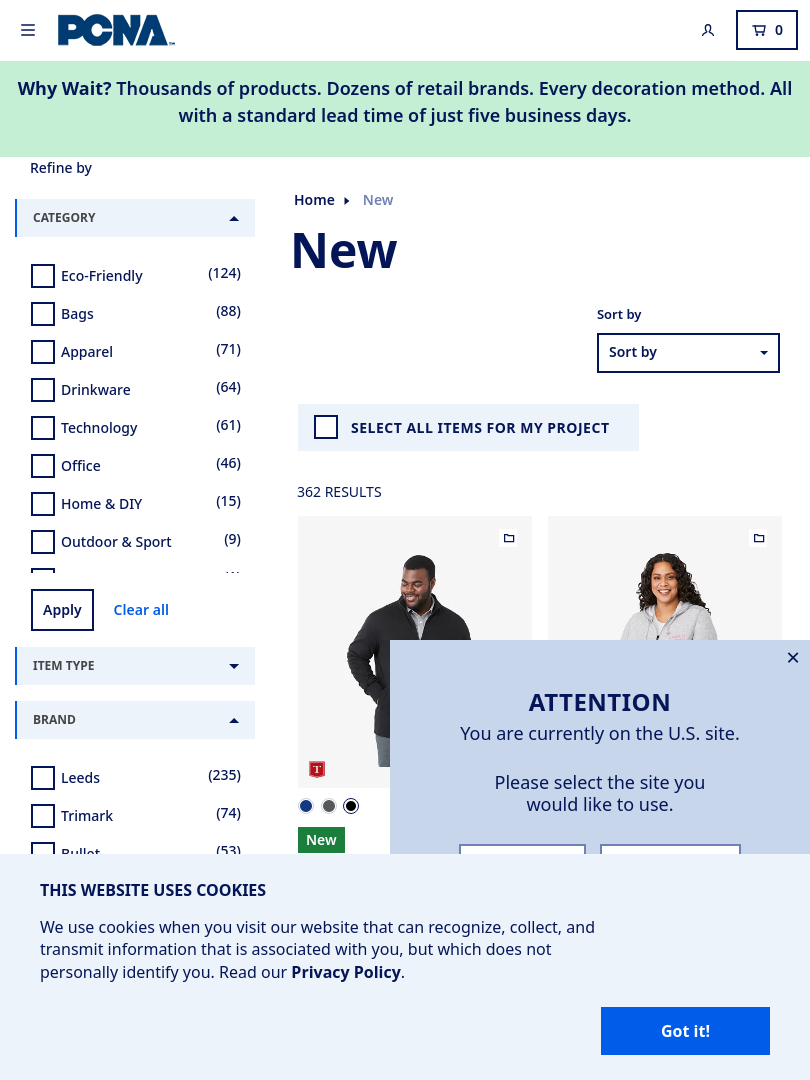 PCNA
0
Why Wait? Thousands of products. Dozens of retail brands. Every decoration method. All
with a standard lead time of just five business days.
Refine by
Home
New
CATEGORY
New
Eco-Friendly (124)
Bags (88)
Apparel (71)
Drinkware (64)
Technology (61)
Office (46)
Home & DIY (15)
Outdoor & Sport (9)
Sort by
Sort by
SELECT ALL ITEMS FOR MY PROJECT
362 RESULTS
Apply
Clear all
ITEM TYPE
BRAND
Leeds (235)
Trimark (74)
Bullet (53)
T
New
ATTENTION
You are currently on the U.S. site.
Please select the site you
would like to use.
THIS WEBSITE USES COOKIES
We use cookies when you visit our website that can recognize, collect, and
transmit information that is associated with you, but which does not
personally identify you. Read our Privacy Policy.
Got it!